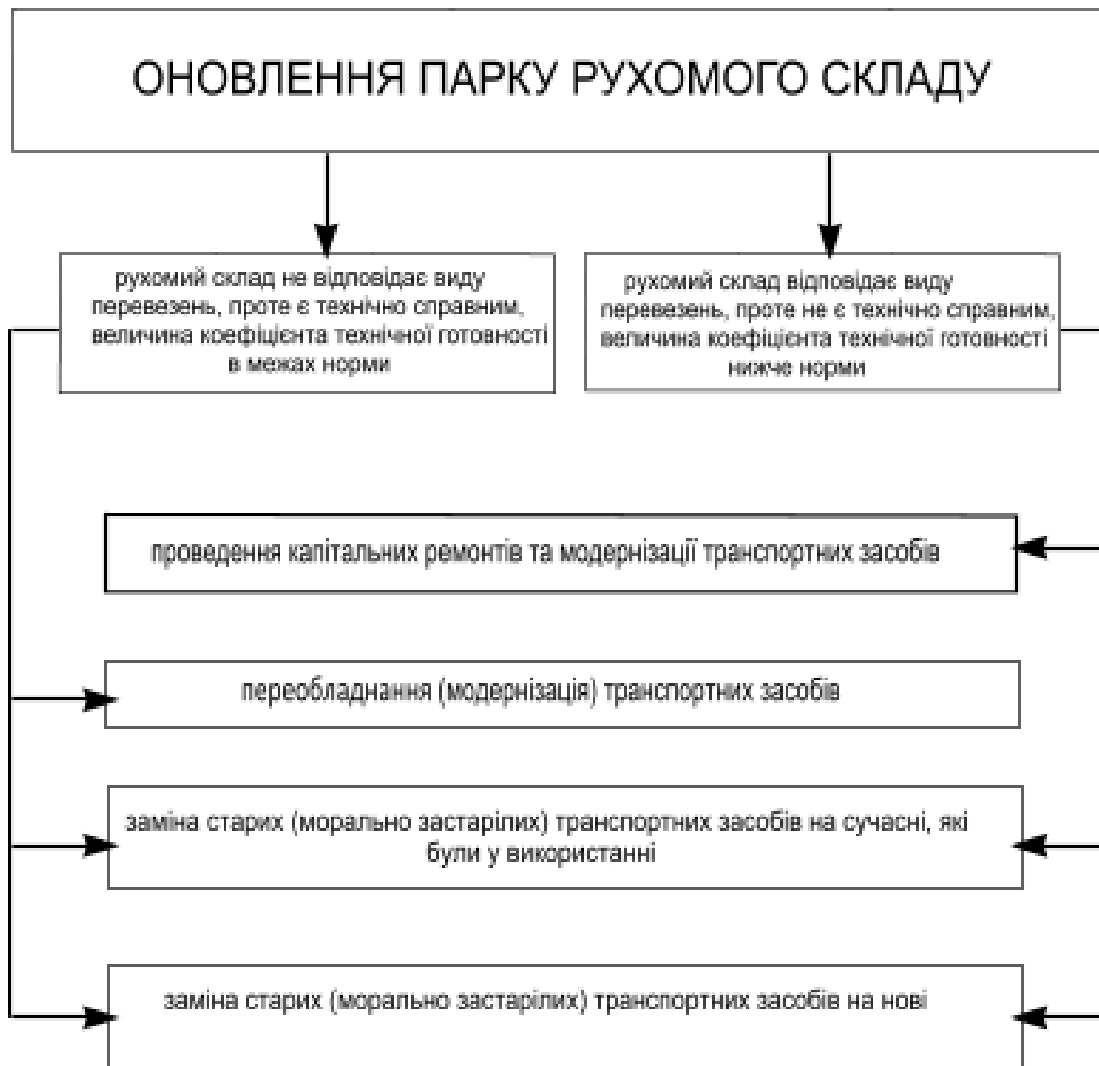 ОНОВЛЕННЯ ПАРКУ РУХОМОГО СКЛАДУ
рухомий склад не відповідає виду
перевезень, проте є технічно справним,
величина коефіцієнта технічної готовності
в межах норми
рухомий склад відповідає виду
перевезень, проте не є технічно справним,
величина коефіцієнта технічної готовності
нижче норми
проведення капітальних ремонтів та модернізації транспортних засобів
переобладнання (модернізація) транспортних засобів
заміна старих (морально застарілих) транспортних засобів на сучасні, які
були у використанні
заміна старих (морально застарілих) транспортних засобів на нові